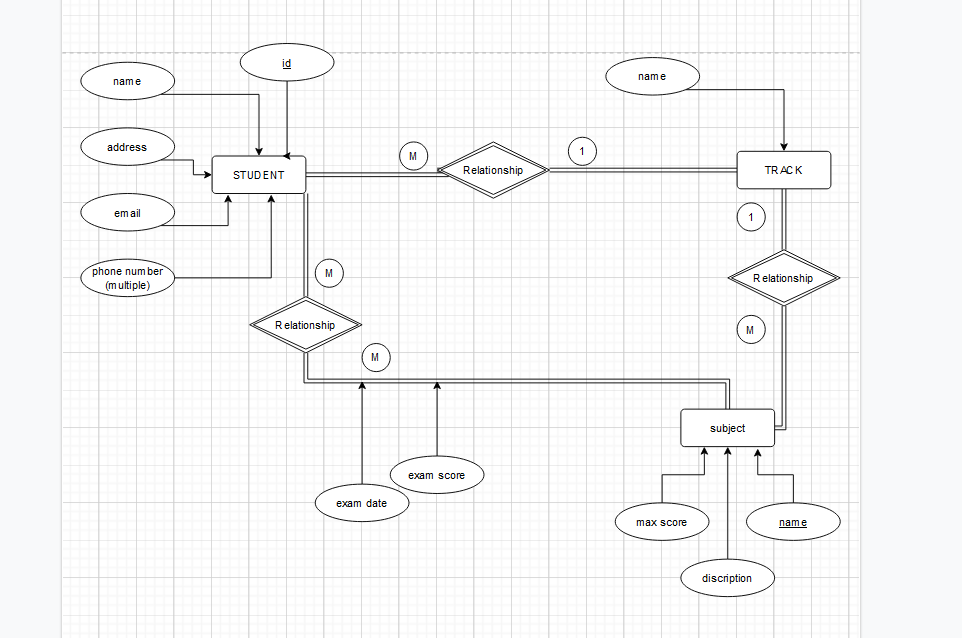 id
name
name
address
M
1
Relationship
TRACK
STUDENT
email
1
phone number
(multiple)
M
Relationship
Relationship
M
M
subject
exam score
exam date
max score
name
discription